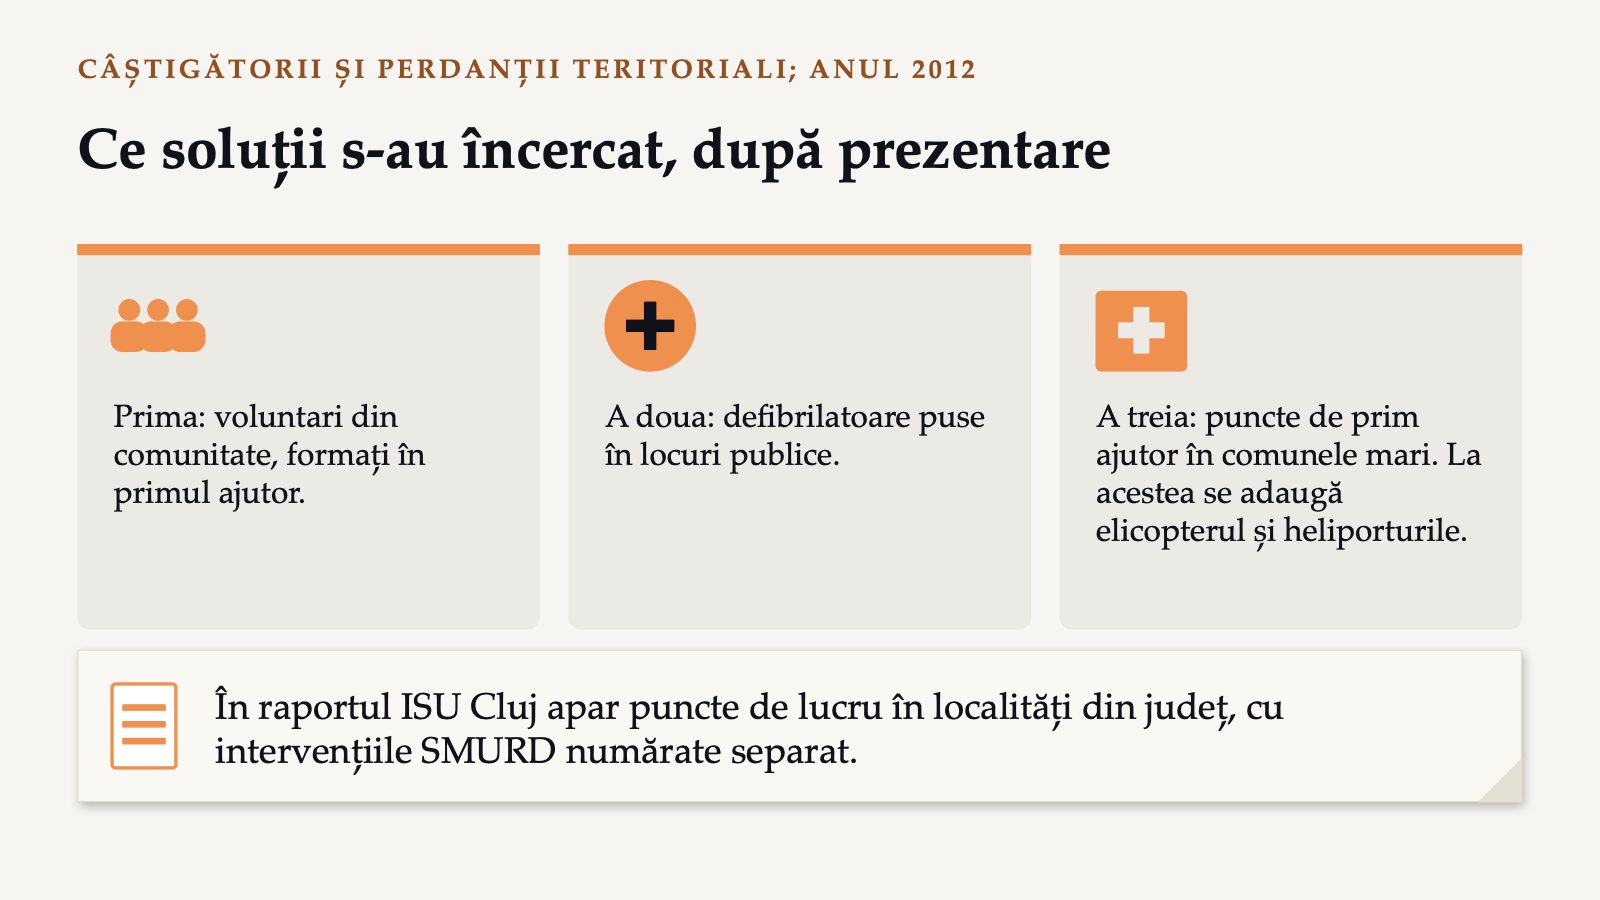 CÂȘTIGĂTORII ȘI PERDANȚII TERITORIALI; ANUL 2012
Ce soluții s-au încercat, după prezentare
Prima: voluntari din
comunitate, formați în
primul ajutor.
A doua: defibrilatoare puse
în locuri publice.
A treia: puncte de prim
ajutor în comunele mari. La
acestea se adaugă
elicopterul și heliporturile.
În raportul ISU Cluj apar puncte de lucru în localități din județ, cu
intervențiile SMURD numărate separat.